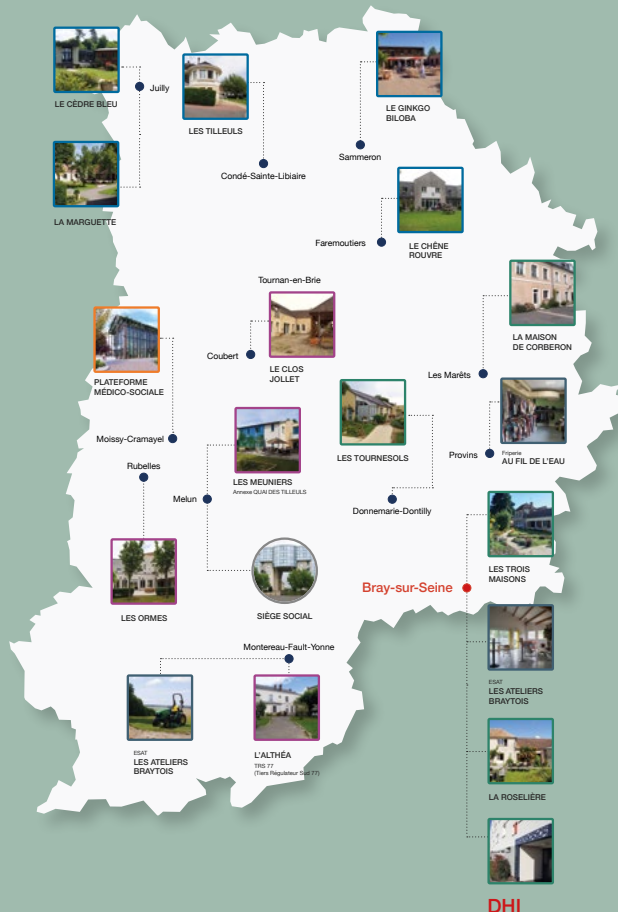 LE CÈDRE BLEU
Juilly
LES TILLEULS
LE GINKGO
BILOBA
Sammeron
Condé-Sainte-Libiaire
LA MARGUETTE
Faremoutiers
LE CHÊNE
ROUVRE
Tournan-en-Brie
LA MAISON
DE CORBERON
Coubert
LE CLOS
JOLLET
Les Marêts
PLATEFORME
MÉDICO-SOCIALE
Moissy-Cramayel
LES TOURNESOLS
Provins
Friperie
AU FIL DE L'EAU
Rubelles
LES MEUNIERS
Annexe QUAI DES TILLEULS
Melun
Donnemarie-Dontilly
LES TROIS
MAISONS
Bray-sur-Seine
LES ORMES
SIÈGE SOCIAL
Montereau-Fault-Yonne
ESAT
LES ATELIERS
BRAYTOIS
ESAT
LES ATELIERS
BRAYTOIS
L'ALTHÉA
TRS 77
(Tiers Régulateur Sud 77)
LA ROSELIÈRE
DHI